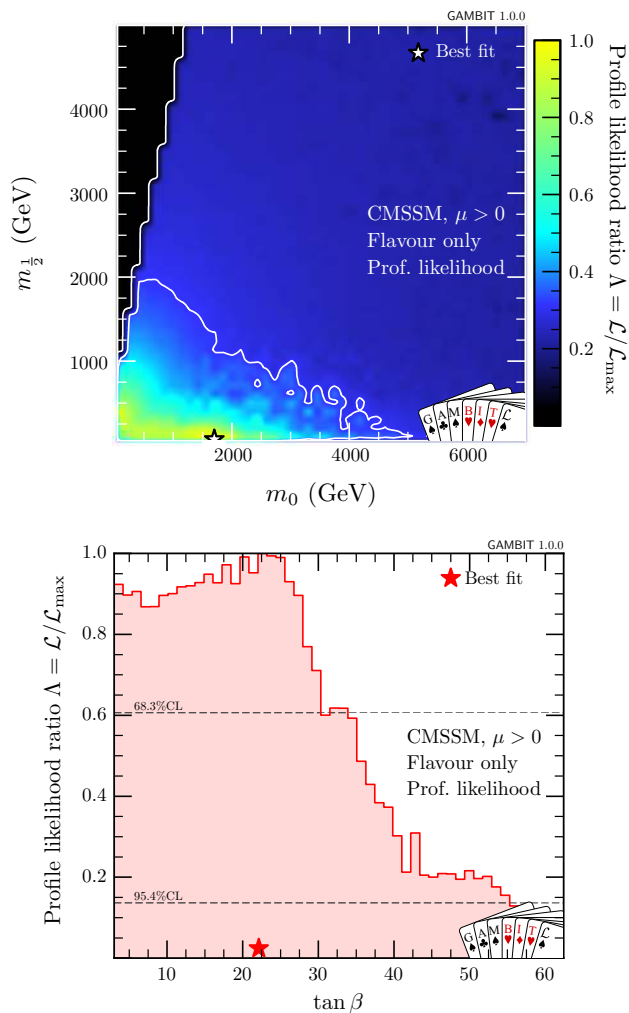 GAMBIT 1.0.0
Best fit
CMSSM, μ > 0
Flavour only
Prof. likelihood
4000
3000
2000
1000
m_{1/2} (GeV)
2000 4000 6000
m_0 (GeV)
G A M B I T ℒ
1.0
0.8
0.6
0.4
0.2
Profile likelihood ratio Λ = ℒ/ℒ_max
GAMBIT 1.0.0
Best fit
68.3%CL
CMSSM, μ > 0
Flavour only
Prof. likelihood
95.4%CL
1.0
0.8
0.6
0.4
0.2
Profile likelihood ratio Λ = ℒ/ℒ_max
G A M B I T ℒ
10 20 30 40 50 60
tan β